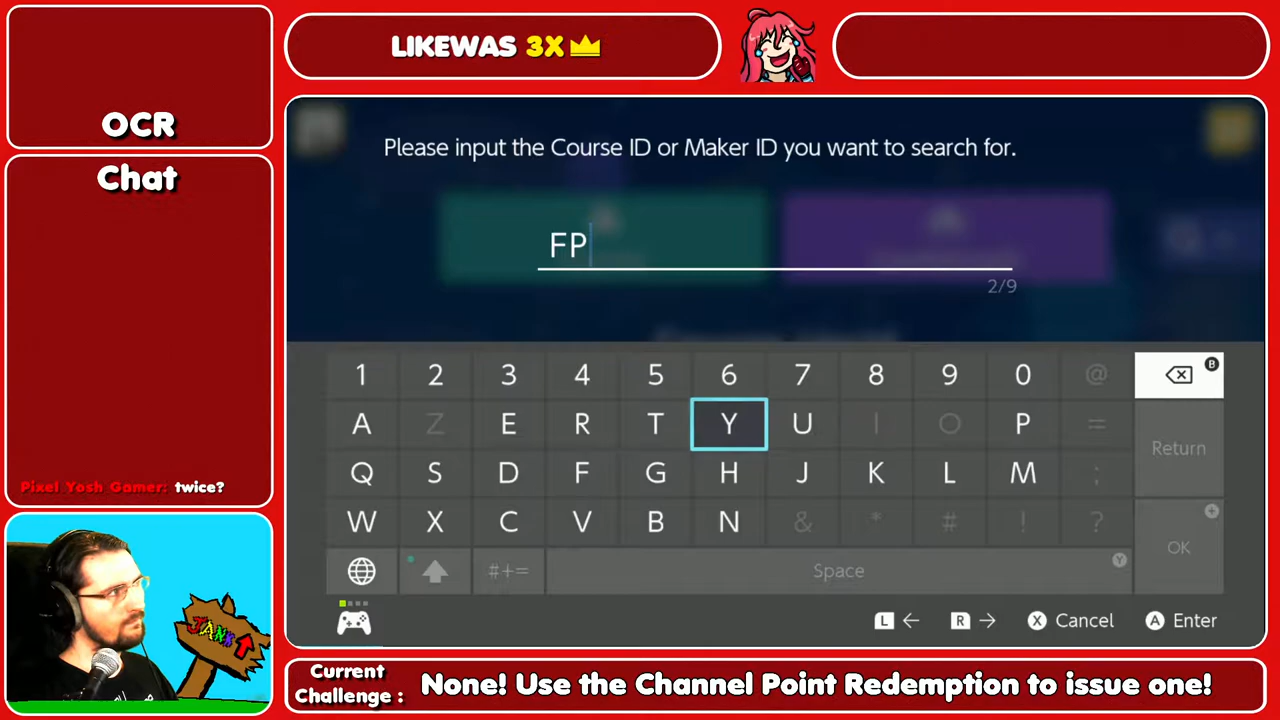 LIKEWAS 3X
OCR
Chat
Pixel Yosh Gamer: twice?
Please input the Course ID or Maker ID you want to search for.
FP
2/9
1 2 3 4 5 6 7 8 9 0 @
A Z E R T Y U I O P =
Q S D F G H J K L M ;
W X C V B N & * # ! ?
#+= Space
B
Return
OK
Y
L ← R → X Cancel A Enter
JANK
Current Challenge :
None! Use the Channel Point Redemption to issue one!